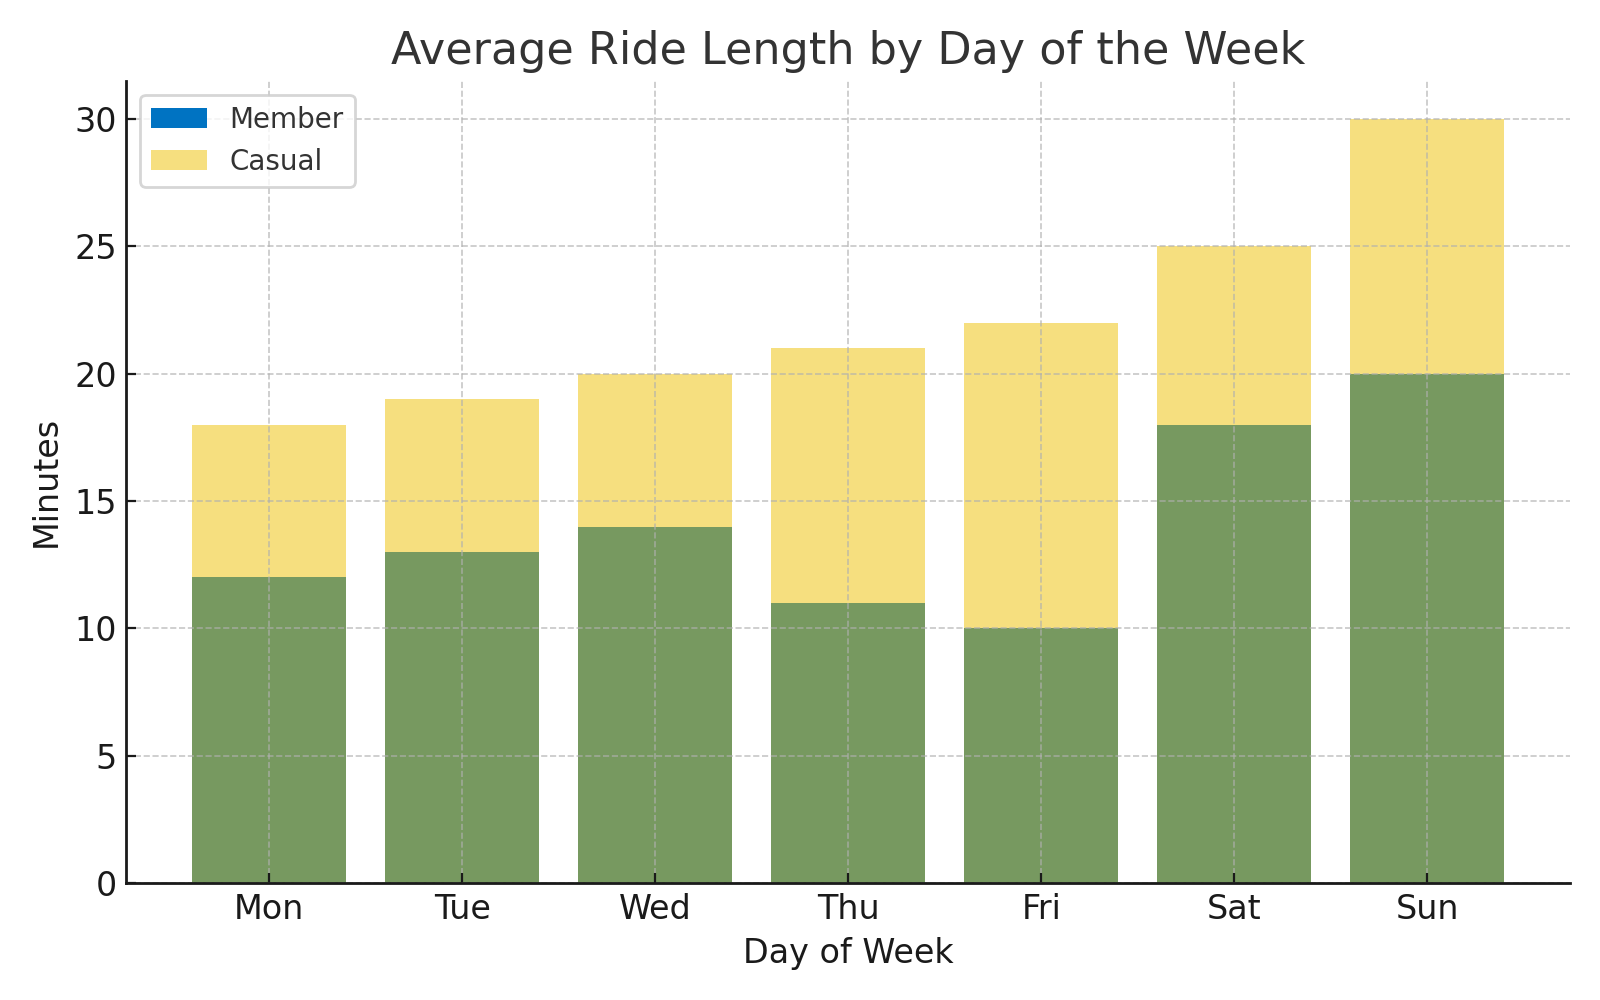 Average Ride Length by Day of the Week
Member
Casual
30
25
20
15
10
5
0
Minutes
Mon Tue Wed Thu Fri Sat Sun
Day of Week